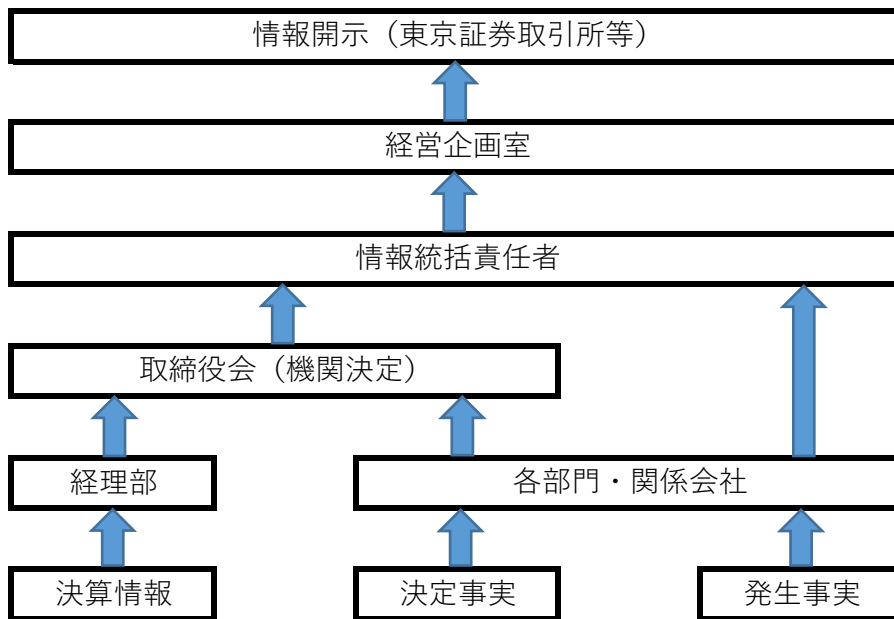 情報開示（東京証券取引所等）
経営企画室
情報統括責任者
取締役会（機関決定）
経理部
各部門・関係会社
決算情報
決定事実
発生事実